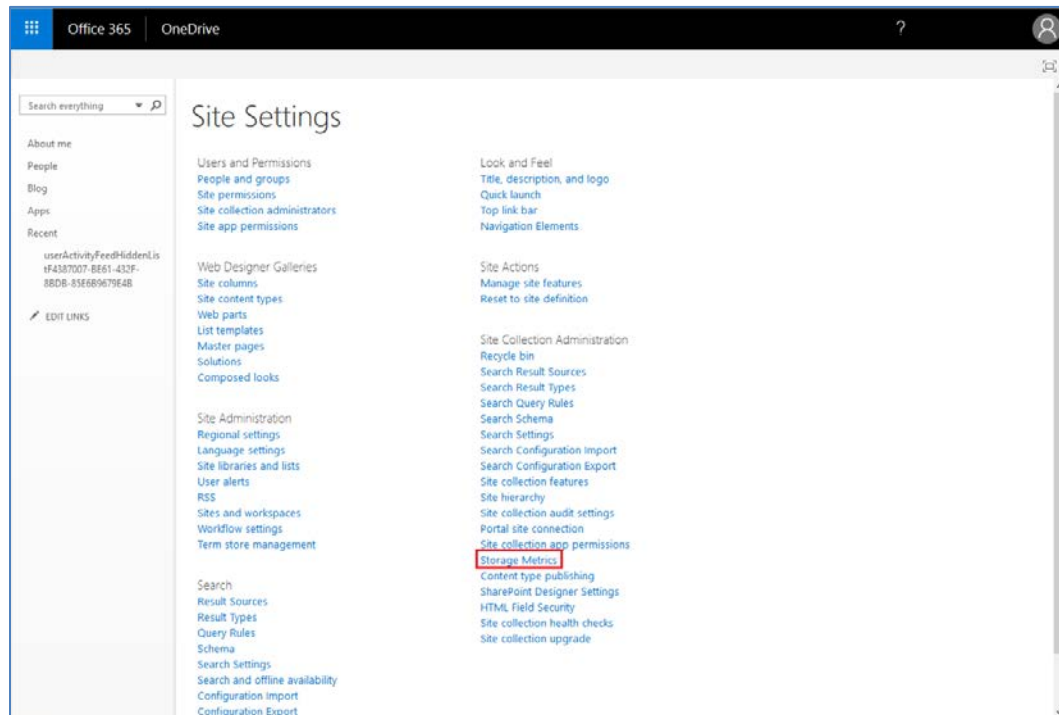 Office 365
OneDrive
?
Search everything
About me
People
Blog
Apps
Recent
userActivityFeedHiddenLis
tF4387007-BE61-432F-
8BDB-85E6B9679E4B
EDIT LINKS
Site Settings
Users and Permissions
People and groups
Site permissions
Site collection administrators
Site app permissions
Web Designer Galleries
Site columns
Site content types
Web parts
List templates
Master pages
Solutions
Composed looks
Site Administration
Regional settings
Language settings
Site libraries and lists
User alerts
RSS
Sites and workspaces
Workflow settings
Term store management
Search
Result Sources
Result Types
Query Rules
Schema
Search Settings
Search and offline availability
Configuration Import
Configuration Export
Look and Feel
Title, description, and logo
Quick launch
Top link bar
Navigation Elements
Site Actions
Manage site features
Reset to site definition
Site Collection Administration
Recycle bin
Search Result Sources
Search Result Types
Search Query Rules
Search Schema
Search Settings
Search Configuration Import
Search Configuration Export
Site collection features
Site hierarchy
Site collection audit settings
Portal site connection
Site collection app permissions
Storage Metrics
Content type publishing
SharePoint Designer Settings
HTML Field Security
Site collection health checks
Site collection upgrade